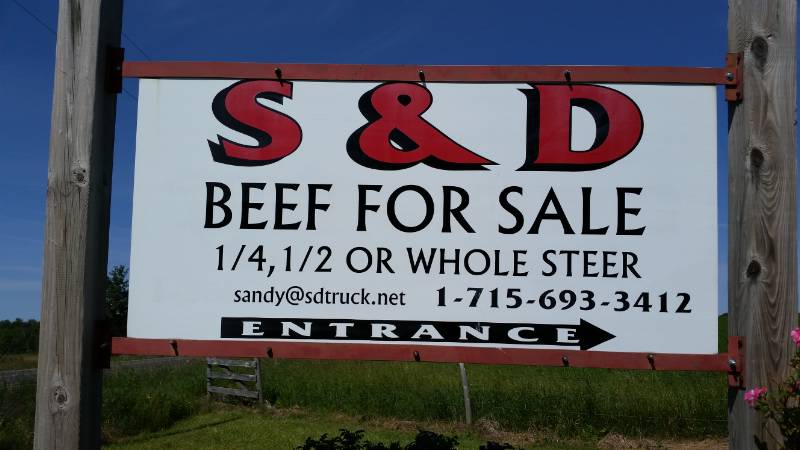 S & D
BEEF FOR SALE
1/4, 1/2 OR WHOLE STEER
sandy@sdtruck.net 1-715-693-3412
ENTRANCE